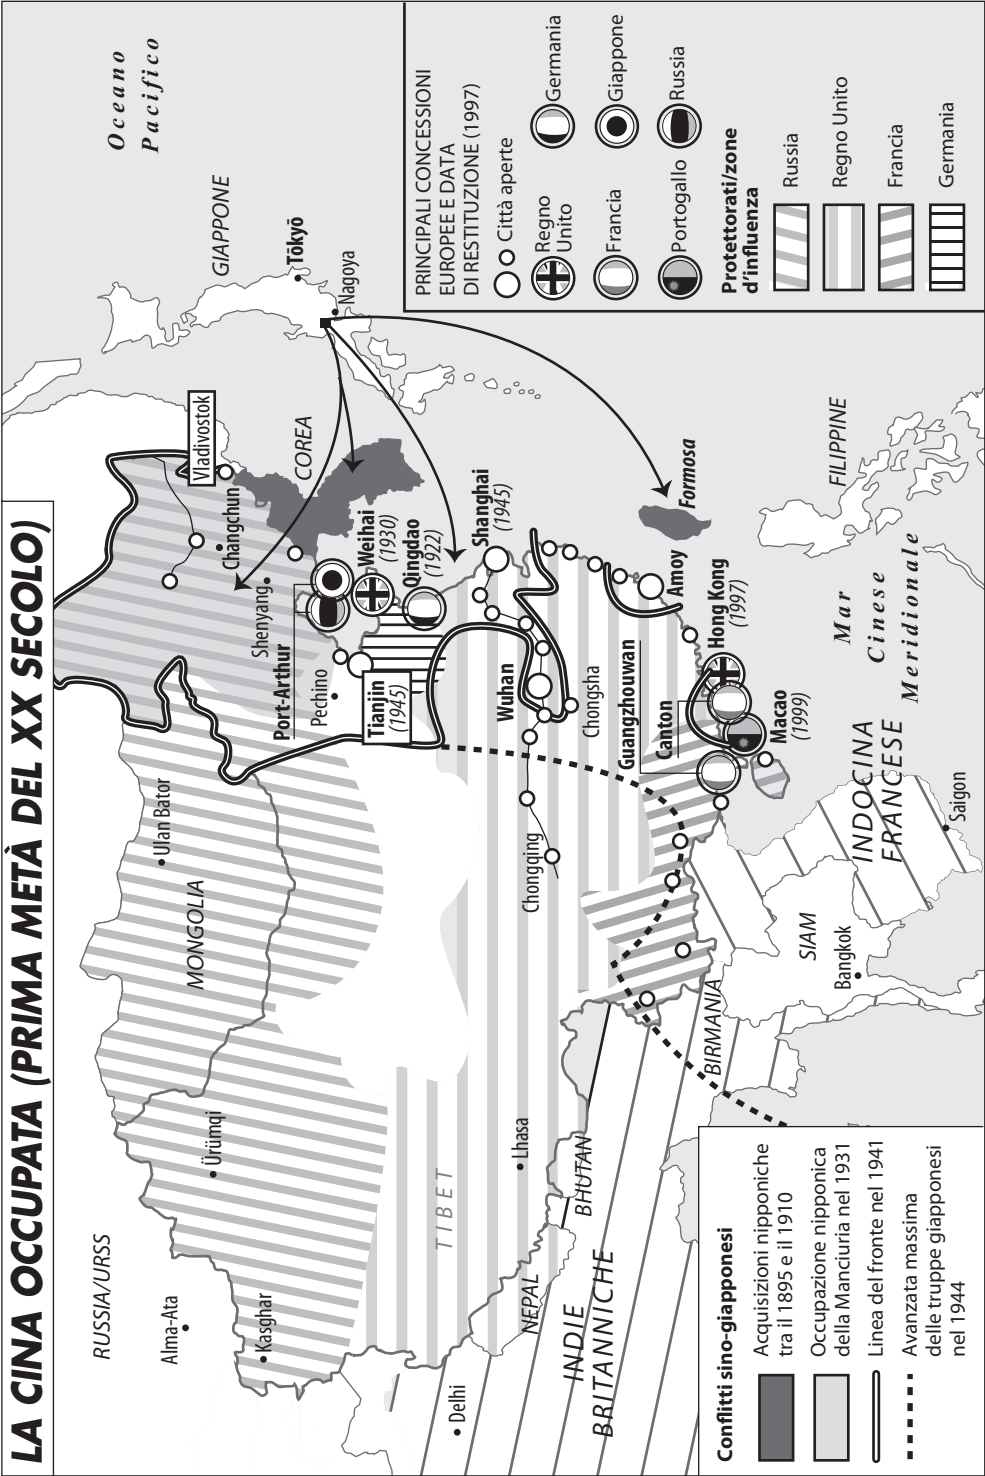 LA CINA OCCUPATA (PRIMA METÀ DEL XX SECOLO)
RUSSIA/URSS
Alma-Ata
Kasghar
Ürümqi
MONGOLIA
Ulan Bator
TIBET
Lhasa
Delhi
NEPAL
BHUTAN
INDIE
BRITANNICHE
BIRMANIA
SIAM
Bangkok
INDOCINA
FRANCESE
Saigon
Chongqing
Chongsha
Wuhan
Guangzhouwan
Canton
Macao
(1999)
Hong Kong
(1997)
Amoy
Formosa
Shanghai
(1945)
Qingdao
(1922)
Weihai
(1930)
Tianjin
(1945)
Pechino
Port-Arthur
Shenyang
Changchun
Vladivostok
COREA
GIAPPONE
Tōkyō
Nagoya
Oceano
Pacifico
FILIPPINE
Mar
Cinese
Meridionale
Conflitti sino-giapponesi
Acquisizioni nipponiche
tra il 1895 e il 1910
Occupazione nipponica
della Manciuria nel 1931
Linea del fronte nel 1941
Avanzata massima
delle truppe giapponesi
nel 1944
PRINCIPALI CONCESSIONI
EUROPEE E DATA
DI RESTITUZIONE (1997)
Città aperte
Regno
Unito
Germania
Francia
Giappone
Portogallo
Russia
Protettorati/zone
d'influenza
Russia
Regno Unito
Francia
Germania